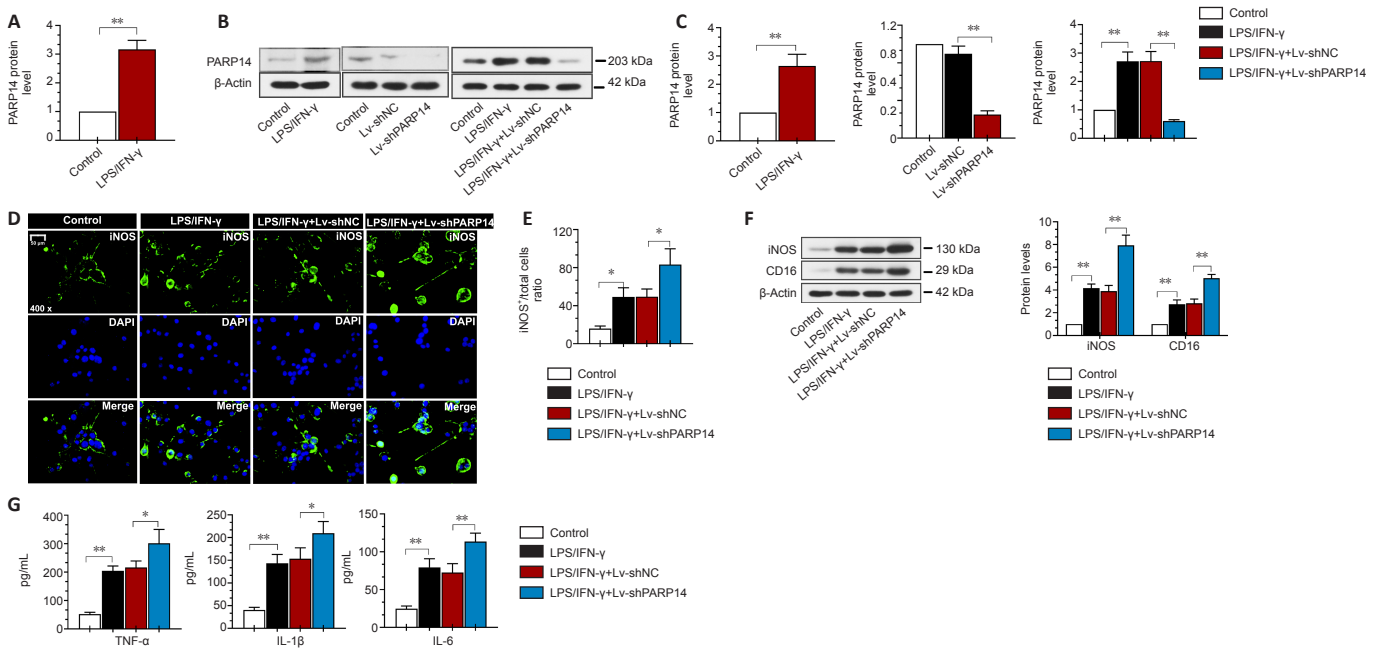 A
PARP14 protein
level
4
3
2
1
0
**
Control
LPS/IFN-γ
B
PARP14
β-Actin
203 kDa
42 kDa
Control
LPS/IFN-γ
Control
Lv-shNC
Lv-shPARP14
Control
LPS/IFN-γ
LPS/IFN-γ+Lv-shNC
LPS/IFN-γ+Lv-shPARP14
C
PARP14 protein
level
4
3
2
1
0
**
Control
LPS/IFN-γ
PARP14 protein
level
1.2
0.8
0.4
0.0
**
Control
Lv-shNC
Lv-shPARP14
PARP14 protein
level
4
3
2
1
0
**
**
Control
LPS/IFN-γ
LPS/IFN-γ+Lv-shNC
LPS/IFN-γ+Lv-shPARP14
D
Control
LPS/IFN-γ
LPS/IFN-γ+Lv-shNC
LPS/IFN-γ+Lv-shPARP14
50 μm
iNOS
iNOS
iNOS
iNOS
400 x
DAPI
DAPI
DAPI
DAPI
Merge
Merge
Merge
Merge
E
iNOS+/total cells
ratio
120
80
40
0
*
*
Control
LPS/IFN-γ
LPS/IFN-γ+Lv-shNC
LPS/IFN-γ+Lv-shPARP14
F
iNOS
CD16
β-Actin
130 kDa
29 kDa
42 kDa
Control
LPS/IFN-γ
LPS/IFN-γ+Lv-shNC
LPS/IFN-γ+Lv-shPARP14
Protein levels
10
8
6
4
2
0
**
**
**
**
iNOS
CD16
Control
LPS/IFN-γ
LPS/IFN-γ+Lv-shNC
LPS/IFN-γ+Lv-shPARP14
G
pg/mL
400
300
200
100
0
**
*
TNF-α
pg/mL
250
200
150
100
50
0
**
*
IL-1β
pg/mL
150
100
50
0
**
**
IL-6
Control
LPS/IFN-γ
LPS/IFN-γ+Lv-shNC
LPS/IFN-γ+Lv-shPARP14